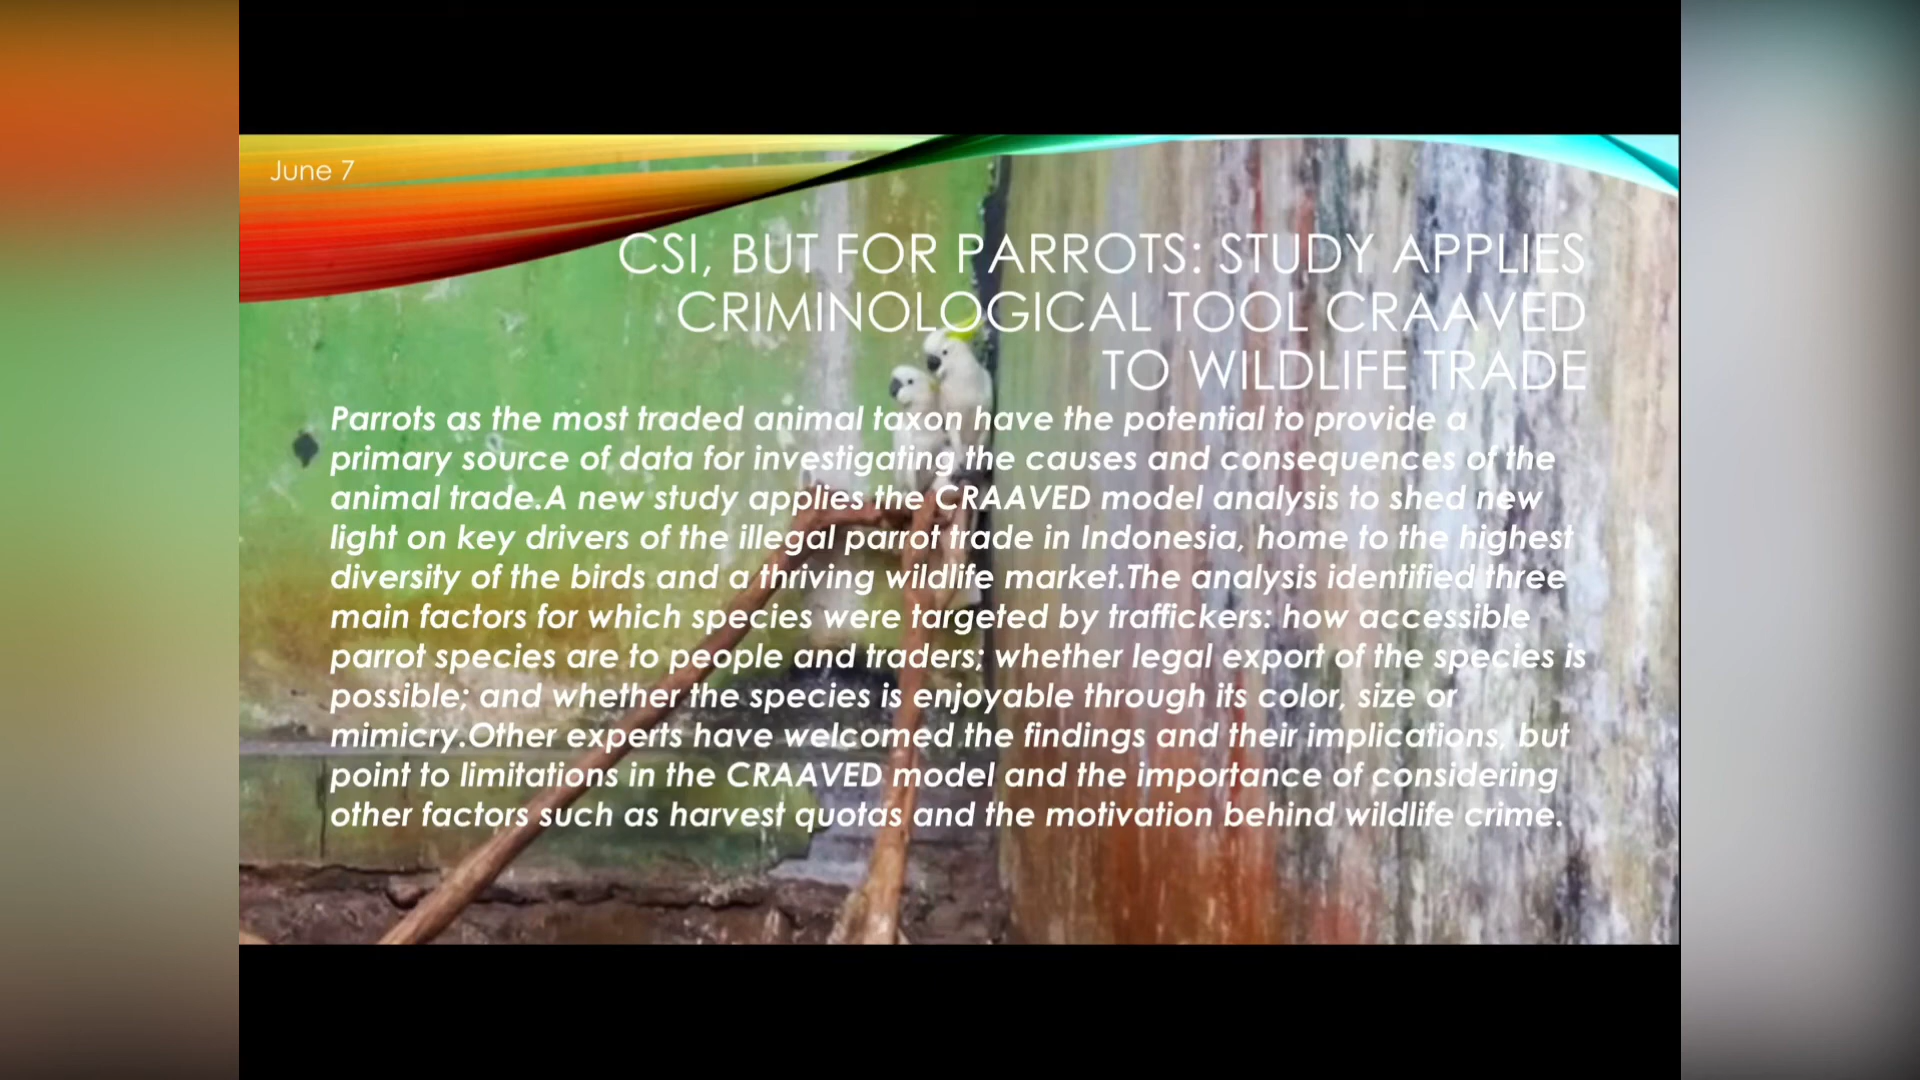 June 7
CSI, BUT FOR PARROTS: STUDY APPLIES
CRIMINOLOGICAL TOOL CRAAVED
TO WILDLIFE TRADE
Parrots as the most traded animal taxon have the potential to provide a
primary source of data for investigating the causes and consequences of the
animal trade.A new study applies the CRAAVED model analysis to shed new
light on key drivers of the illegal parrot trade in Indonesia, home to the highest
diversity of the birds and a thriving wildlife market.The analysis identified three
main factors for which species were targeted by traffickers: how accessible
parrot species are to people and traders; whether legal export of the species is
possible; and whether the species is enjoyable through its color, size or
mimicry.Other experts have welcomed the findings and their implications, but
point to limitations in the CRAAVED model and the importance of considering
other factors such as harvest quotas and the motivation behind wildlife crime.